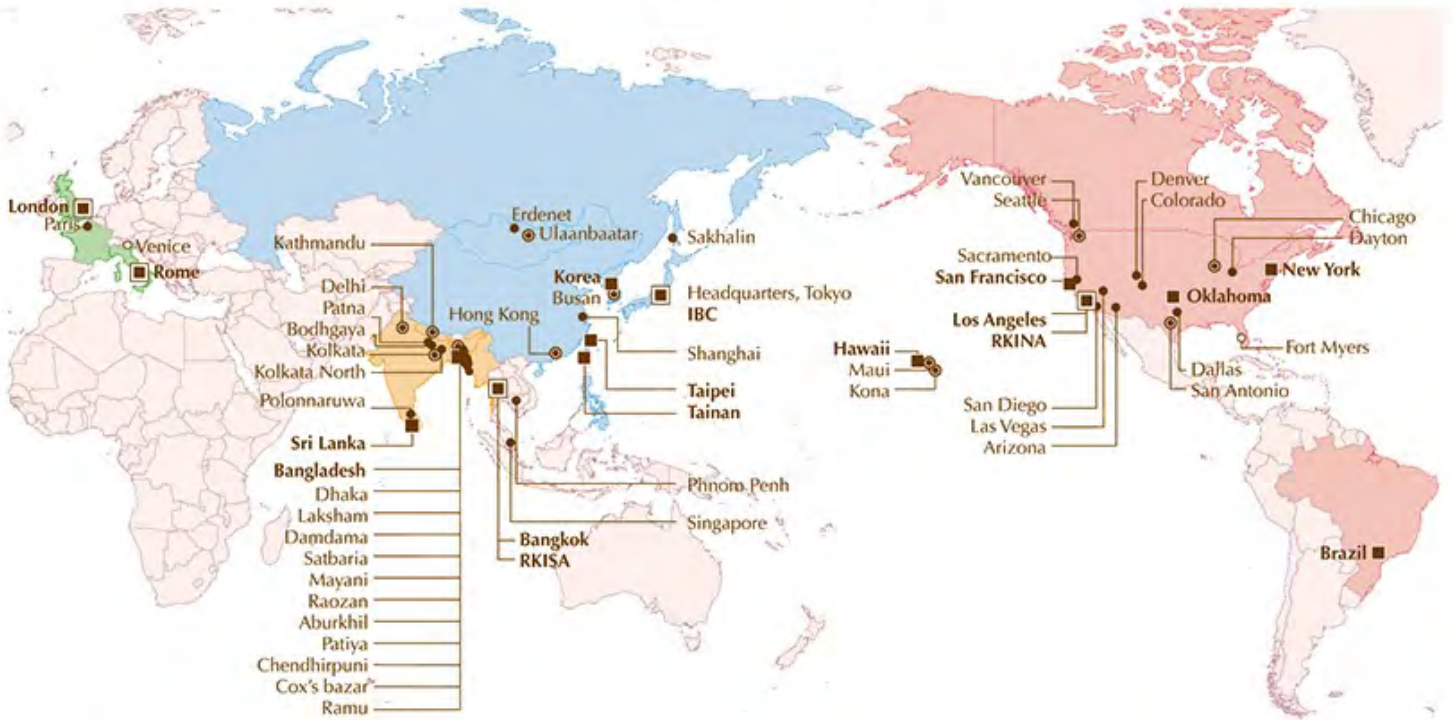 London
Paris
Venice
Rome
Kathmandu
Delhi
Patna
Bodhgaya
Kolkata
Kolkata North
Polonnaruwa
Sri Lanka
Bangladesh
Dhaka
Laksham
Damdama
Satbaria
Mayani
Raozan
Aburkhil
Patiya
Chendhirpuni
Cox's bazar
Ramu
Erdenet
Ulaanbaatar
Sakhalin
Korea
Busan
Headquarters, Tokyo
IBC
Hong Kong
Shanghai
Taipei
Tainan
Phnom Penh
Singapore
Bangkok
RKISA
Vancouver
Seattle
Denver
Colorado
Chicago
Dayton
Sacramento
San Francisco
New York
Oklahoma
Los Angeles
RKINA
Hawaii
Maui
Kona
Fort Myers
Dallas
San Antonio
San Diego
Las Vegas
Arizona
Brazil